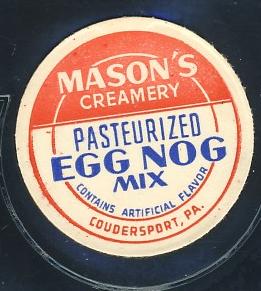 MASON'S
CREAMERY
PASTEURIZED
EGG NOG
MIX
CONTAINS ARTIFICIAL FLAVOR
COUDERSPORT, PA.